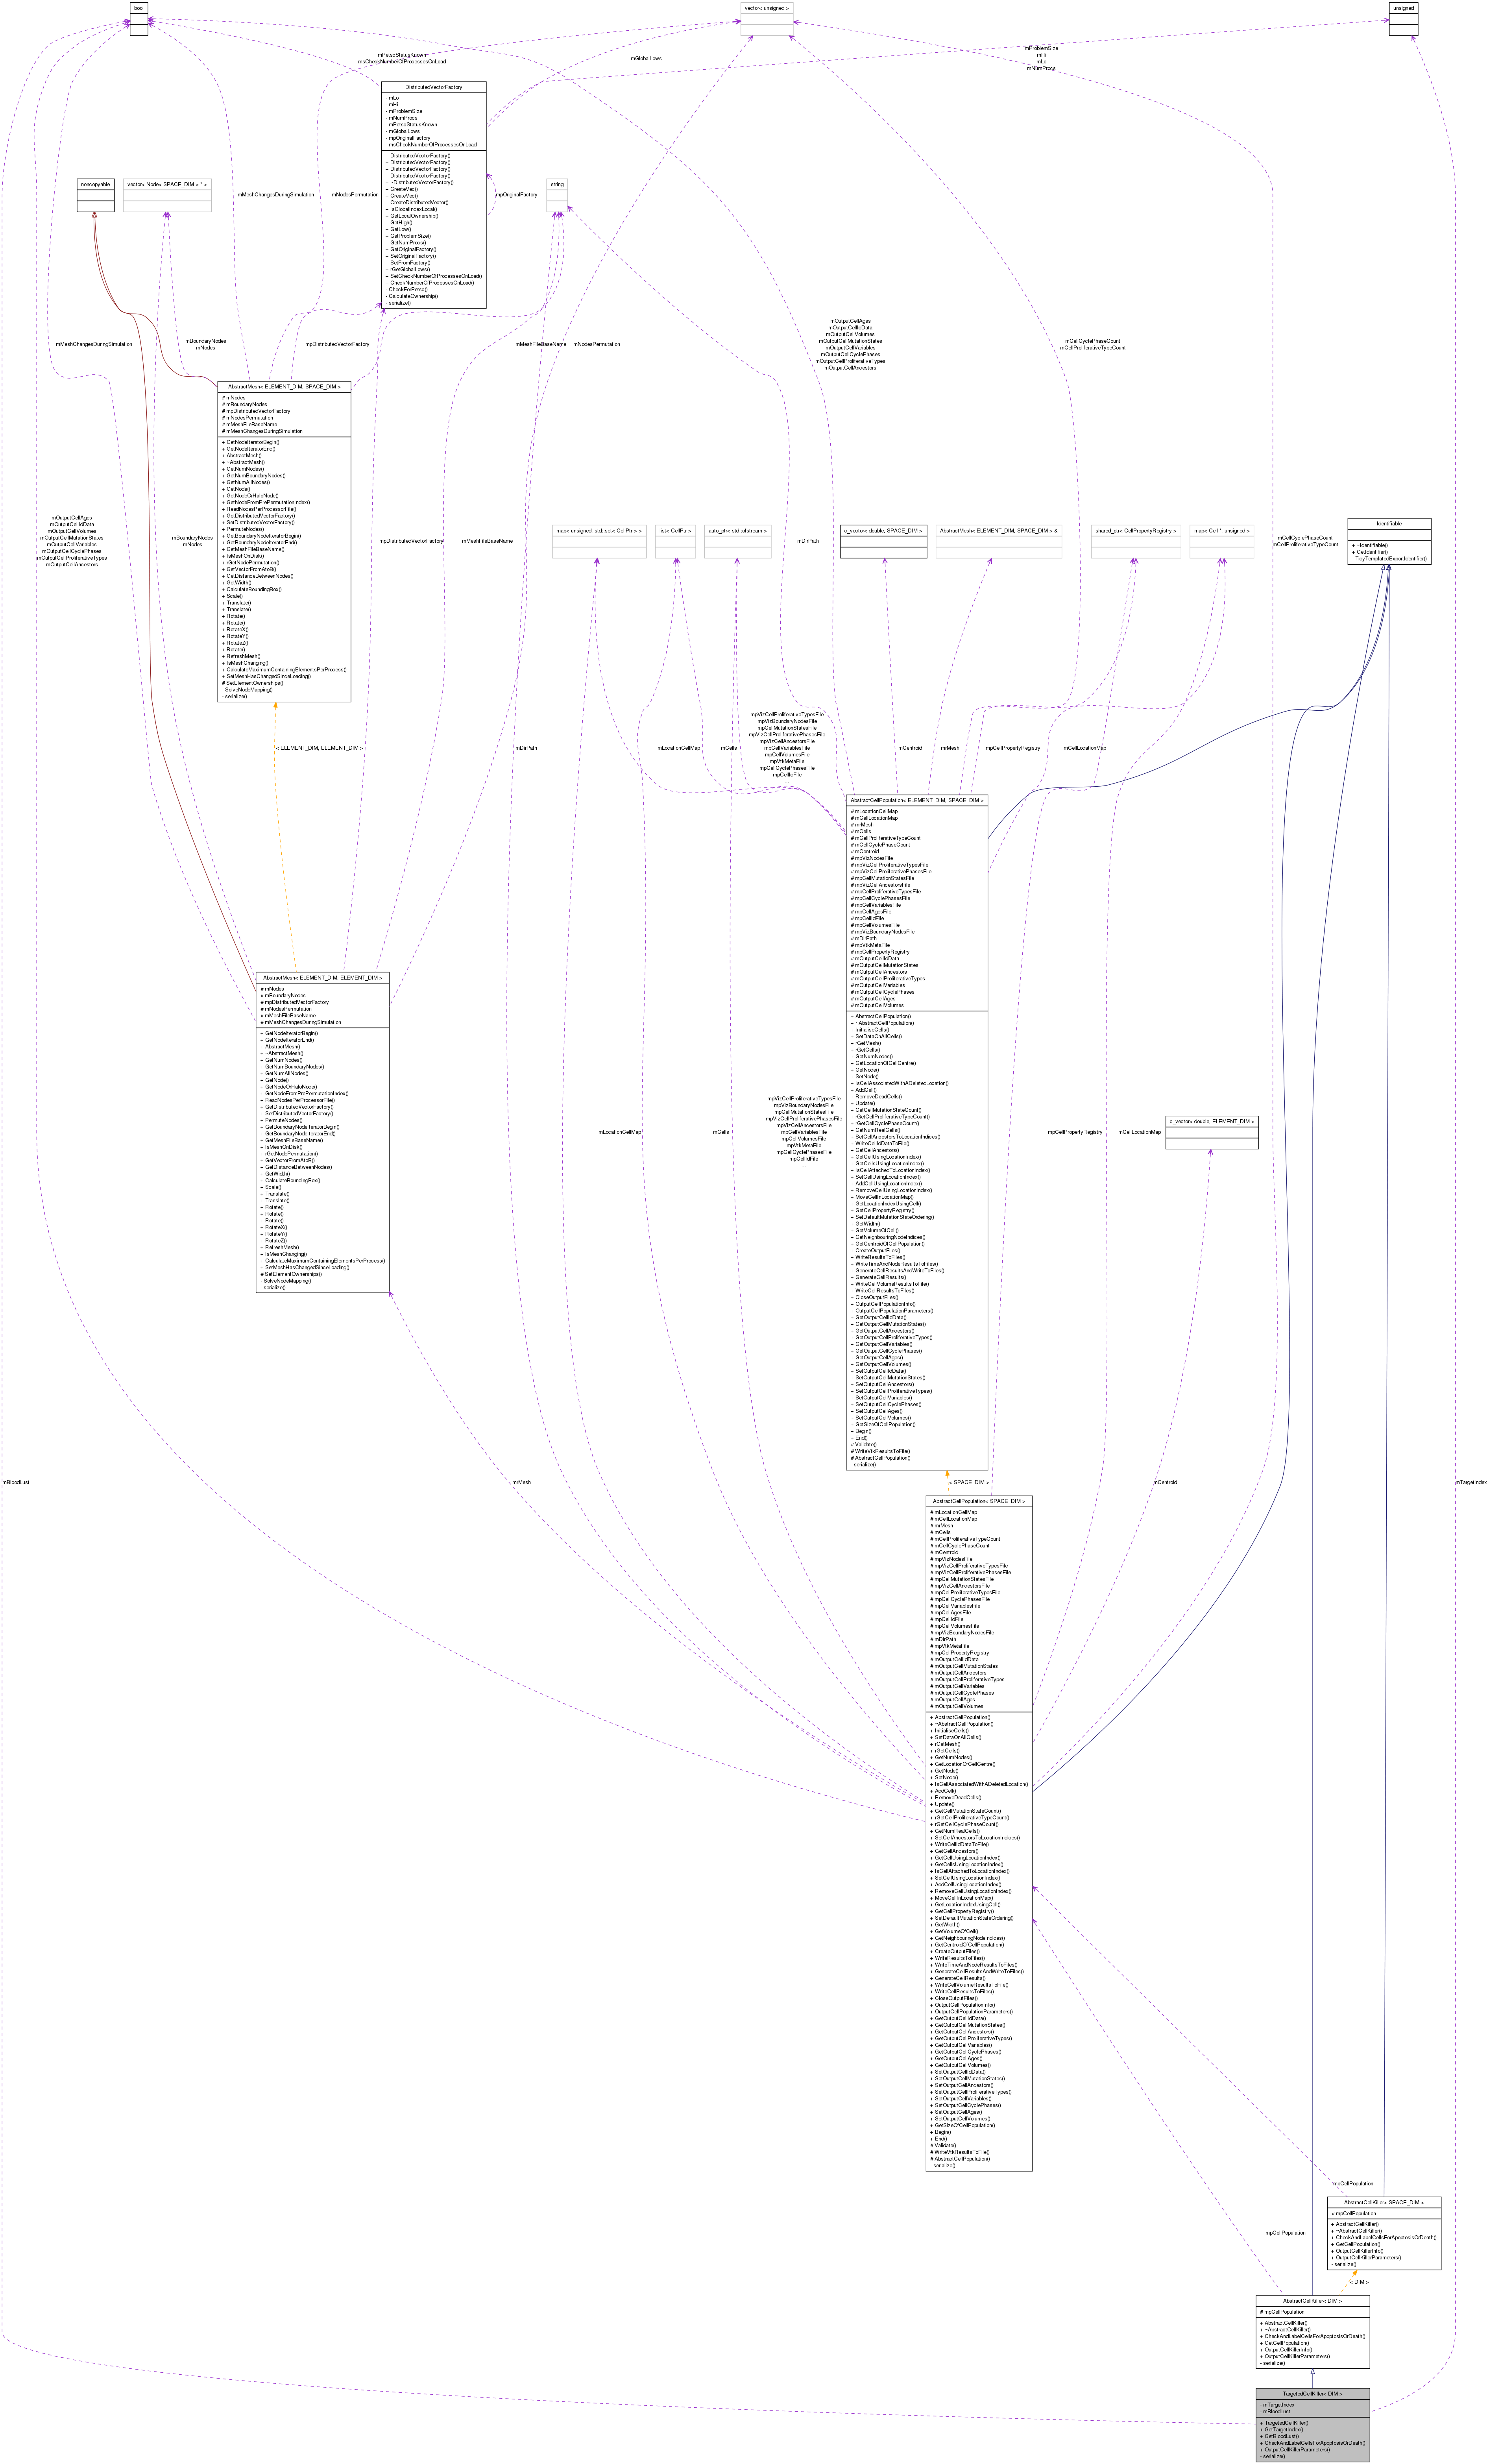 bool
vector< unsigned >
unsigned
mPetscStatusKnown
msCheckNumberOfProcessesOnLoad
mGlobalLows
mProblemSize
mHi
mLo
mNumProcs
DistributedVectorFactory
- mLo
- mHi
- mProblemSize
- mNumProcs
- mPetscStatusKnown
- mGlobalLows
- mpOriginalFactory
- msCheckNumberOfProcessesOnLoad
+ DistributedVectorFactory()
+ DistributedVectorFactory()
+ DistributedVectorFactory()
+ DistributedVectorFactory()
+ ~DistributedVectorFactory()
+ CreateVec()
+ CreateVec()
+ CreateDistributedVector()
+ IsGlobalIndexLocal()
+ GetLocalOwnership()
+ GetHigh()
+ GetLow()
+ GetProblemSize()
+ GetNumProcs()
+ GetOriginalFactory()
+ SetOriginalFactory()
+ SetFromFactory()
+ rGetGlobalLows()
+ SetCheckNumberOfProcessesOnLoad()
+ CheckNumberOfProcessesOnLoad()
- CheckForPetsc()
- CalculateOwnership()
- serialize()
noncopyable
vector< Node< SPACE_DIM > * >
mMeshChangesDuringSimulation
mNodesPermutation
mpOriginalFactory
string
mMeshChangesDuringSimulation
mBoundaryNodes
mNodes
mpDistributedVectorFactory
mMeshFileBaseName
mNodesPermutation
mOutputCellAges
mOutputCellIdData
mOutputCellVolumes
mOutputCellMutationStates
mOutputCellVariables
mOutputCellCyclePhases
mOutputCellProliferativeTypes
mOutputCellAncestors
mCellCyclePhaseCount
mCellProliferativeTypeCount
AbstractMesh< ELEMENT_DIM, SPACE_DIM >
# mNodes
# mBoundaryNodes
# mpDistributedVectorFactory
# mNodesPermutation
# mMeshFileBaseName
# mMeshChangesDuringSimulation
+ GetNodeIteratorBegin()
+ GetNodeIteratorEnd()
+ AbstractMesh()
+ ~AbstractMesh()
+ GetNumNodes()
+ GetNumBoundaryNodes()
+ GetNumAllNodes()
+ GetNode()
+ GetNodeOrHaloNode()
+ GetNodeFromPrePermutationIndex()
+ ReadNodesPerProcessorFile()
+ GetDistributedVectorFactory()
+ SetDistributedVectorFactory()
+ PermuteNodes()
+ GetBoundaryNodeIteratorBegin()
+ GetBoundaryNodeIteratorEnd()
+ GetMeshFileBaseName()
+ IsMeshOnDisk()
+ rGetNodePermutation()
+ GetVectorFromAtoB()
+ GetDistanceBetweenNodes()
+ GetWidth()
+ CalculateBoundingBox()
+ Scale()
+ Translate()
+ Translate()
+ Rotate()
+ Rotate()
+ RotateX()
+ RotateY()
+ RotateZ()
+ Rotate()
+ RefreshMesh()
+ IsMeshChanging()
+ CalculateMaximumContainingElementsPerProcess()
+ SetMeshHasChangedSinceLoading()
# SetElementOwnerships()
- SolveNodeMapping()
- serialize()
mOutputCellAges
mOutputCellIdData
mOutputCellVolumes
mOutputCellMutationStates
mOutputCellVariables
mOutputCellCyclePhases
mOutputCellProliferativeTypes
mOutputCellAncestors
mBoundaryNodes
mNodes
mpDistributedVectorFactory
mMeshFileBaseName
map< unsigned, std::set< CellPtr > >
list< CellPtr >
auto_ptr< std::ofstream >
mDirPath
c_vector< double, SPACE_DIM >
AbstractMesh< ELEMENT_DIM, SPACE_DIM > &
shared_ptr< CellPropertyRegistry >
map< Cell *, unsigned >
mCellCyclePhaseCount
mCellProliferativeTypeCount
Identifiable
+ ~Identifiable()
+ GetIdentifier()
- TidyTemplatedExportIdentifier()
< ELEMENT_DIM, ELEMENT_DIM >
mDirPath
mLocationCellMap
mCells
mpVizCellProliferativeTypesFile
mpVizBoundaryNodesFile
mpCellMutationStatesFile
mpVizCellProliferativePhasesFile
mpVizCellAncestorsFile
mpCellVariablesFile
mpCellVolumesFile
mpVtkMetaFile
mpCellCyclePhasesFile
mpCellIdFile
...
mCentroid
mrMesh
mpCellPropertyRegistry
mCellLocationMap
AbstractCellPopulation< ELEMENT_DIM, SPACE_DIM >
# mLocationCellMap
# mCellLocationMap
# mrMesh
# mCells
# mCellProliferativeTypeCount
# mCellCyclePhaseCount
# mCentroid
# mpVizNodesFile
# mpVizCellProliferativeTypesFile
# mpVizCellProliferativePhasesFile
# mpCellMutationStatesFile
# mpVizCellAncestorsFile
# mpCellProliferativeTypesFile
# mpCellCyclePhasesFile
# mpCellVariablesFile
# mpCellAgesFile
# mpCellIdFile
# mpCellVolumesFile
# mpVizBoundaryNodesFile
# mDirPath
# mpVtkMetaFile
# mpCellPropertyRegistry
# mOutputCellIdData
# mOutputCellMutationStates
# mOutputCellAncestors
# mOutputCellProliferativeTypes
# mOutputCellVariables
# mOutputCellCyclePhases
# mOutputCellAges
# mOutputCellVolumes
+ AbstractCellPopulation()
+ ~AbstractCellPopulation()
+ InitialiseCells()
+ SetDataOnAllCells()
+ rGetMesh()
+ rGetCells()
+ GetNumNodes()
+ GetLocationOfCellCentre()
+ GetNode()
+ SetNode()
+ IsCellAssociatedWithADeletedLocation()
+ AddCell()
+ RemoveDeadCells()
+ Update()
+ GetCellMutationStateCount()
+ rGetCellProliferativeTypeCount()
+ rGetCellCyclePhaseCount()
+ GetNumRealCells()
+ SetCellAncestorsToLocationIndices()
+ WriteCellIdDataToFile()
+ GetCellAncestors()
+ GetCellUsingLocationIndex()
+ GetCellsUsingLocationIndex()
+ IsCellAttachedToLocationIndex()
+ SetCellUsingLocationIndex()
+ AddCellUsingLocationIndex()
+ RemoveCellUsingLocationIndex()
+ MoveCellInLocationMap()
+ GetLocationIndexUsingCell()
+ GetCellPropertyRegistry()
+ SetDefaultMutationStateOrdering()
+ GetWidth()
+ GetVolumeOfCell()
+ GetNeighbouringNodeIndices()
+ GetCentroidOfCellPopulation()
+ CreateOutputFiles()
+ WriteResultsToFiles()
+ WriteTimeAndNodeResultsToFiles()
+ GenerateCellResultsAndWriteToFiles()
+ GenerateCellResults()
+ WriteCellVolumeResultsToFile()
+ WriteCellResultsToFiles()
+ CloseOutputFiles()
+ OutputCellPopulationInfo()
+ OutputCellPopulationParameters()
+ GetOutputCellIdData()
+ GetOutputCellMutationStates()
+ GetOutputCellAncestors()
+ GetOutputCellProliferativeTypes()
+ GetOutputCellVariables()
+ GetOutputCellCyclePhases()
+ GetOutputCellAges()
+ GetOutputCellVolumes()
+ SetOutputCellIdData()
+ SetOutputCellMutationStates()
+ SetOutputCellAncestors()
+ SetOutputCellProliferativeTypes()
+ SetOutputCellVariables()
+ SetOutputCellCyclePhases()
+ SetOutputCellAges()
+ SetOutputCellVolumes()
+ GetSizeOfCellPopulation()
+ Begin()
+ End()
# Validate()
# WriteVtkResultsToFile()
# AbstractCellPopulation()
- serialize()
AbstractMesh< ELEMENT_DIM, ELEMENT_DIM >
# mNodes
# mBoundaryNodes
# mpDistributedVectorFactory
# mNodesPermutation
# mMeshFileBaseName
# mMeshChangesDuringSimulation
+ GetNodeIteratorBegin()
+ GetNodeIteratorEnd()
+ AbstractMesh()
+ ~AbstractMesh()
+ GetNumNodes()
+ GetNumBoundaryNodes()
+ GetNumAllNodes()
+ GetNode()
+ GetNodeOrHaloNode()
+ GetNodeFromPrePermutationIndex()
+ ReadNodesPerProcessorFile()
+ GetDistributedVectorFactory()
+ SetDistributedVectorFactory()
+ PermuteNodes()
+ GetBoundaryNodeIteratorBegin()
+ GetBoundaryNodeIteratorEnd()
+ GetMeshFileBaseName()
+ IsMeshOnDisk()
+ rGetNodePermutation()
+ GetVectorFromAtoB()
+ GetDistanceBetweenNodes()
+ GetWidth()
+ CalculateBoundingBox()
+ Scale()
+ Translate()
+ Translate()
+ Rotate()
+ Rotate()
+ Rotate()
+ RotateX()
+ RotateY()
+ RotateZ()
+ RefreshMesh()
+ IsMeshChanging()
+ CalculateMaximumContainingElementsPerProcess()
+ SetMeshHasChangedSinceLoading()
# SetElementOwnerships()
- SolveNodeMapping()
- serialize()
mLocationCellMap
mCells
mpVizCellProliferativeTypesFile
mpVizBoundaryNodesFile
mpCellMutationStatesFile
mpVizCellProliferativePhasesFile
mpVizCellAncestorsFile
mpCellVariablesFile
mpCellVolumesFile
mpVtkMetaFile
mpCellCyclePhasesFile
mpCellIdFile
...
mpCellPropertyRegistry
mCellLocationMap
c_vector< double, ELEMENT_DIM >
mBloodLust
mrMesh
< SPACE_DIM >
mCentroid
mTargetIndex
AbstractCellPopulation< SPACE_DIM >
# mLocationCellMap
# mCellLocationMap
# mrMesh
# mCells
# mCellProliferativeTypeCount
# mCellCyclePhaseCount
# mCentroid
# mpVizNodesFile
# mpVizCellProliferativeTypesFile
# mpVizCellProliferativePhasesFile
# mpCellMutationStatesFile
# mpVizCellAncestorsFile
# mpCellProliferativeTypesFile
# mpCellCyclePhasesFile
# mpCellVariablesFile
# mpCellAgesFile
# mpCellIdFile
# mpCellVolumesFile
# mpVizBoundaryNodesFile
# mDirPath
# mpVtkMetaFile
# mpCellPropertyRegistry
# mOutputCellIdData
# mOutputCellMutationStates
# mOutputCellAncestors
# mOutputCellProliferativeTypes
# mOutputCellVariables
# mOutputCellCyclePhases
# mOutputCellAges
# mOutputCellVolumes
+ AbstractCellPopulation()
+ ~AbstractCellPopulation()
+ InitialiseCells()
+ SetDataOnAllCells()
+ rGetMesh()
+ rGetCells()
+ GetNumNodes()
+ GetLocationOfCellCentre()
+ GetNode()
+ SetNode()
+ IsCellAssociatedWithADeletedLocation()
+ AddCell()
+ RemoveDeadCells()
+ Update()
+ GetCellMutationStateCount()
+ rGetCellProliferativeTypeCount()
+ rGetCellCyclePhaseCount()
+ GetNumRealCells()
+ SetCellAncestorsToLocationIndices()
+ WriteCellIdDataToFile()
+ GetCellAncestors()
+ GetCellUsingLocationIndex()
+ GetCellsUsingLocationIndex()
+ IsCellAttachedToLocationIndex()
+ SetCellUsingLocationIndex()
+ AddCellUsingLocationIndex()
+ RemoveCellUsingLocationIndex()
+ MoveCellInLocationMap()
+ GetLocationIndexUsingCell()
+ GetCellPropertyRegistry()
+ SetDefaultMutationStateOrdering()
+ GetWidth()
+ GetVolumeOfCell()
+ GetNeighbouringNodeIndices()
+ GetCentroidOfCellPopulation()
+ CreateOutputFiles()
+ WriteResultsToFiles()
+ WriteTimeAndNodeResultsToFiles()
+ GenerateCellResultsAndWriteToFiles()
+ GenerateCellResults()
+ WriteCellVolumeResultsToFile()
+ WriteCellResultsToFiles()
+ CloseOutputFiles()
+ OutputCellPopulationInfo()
+ OutputCellPopulationParameters()
+ GetOutputCellIdData()
+ GetOutputCellMutationStates()
+ GetOutputCellAncestors()
+ GetOutputCellProliferativeTypes()
+ GetOutputCellVariables()
+ GetOutputCellCyclePhases()
+ GetOutputCellAges()
+ GetOutputCellVolumes()
+ SetOutputCellIdData()
+ SetOutputCellMutationStates()
+ SetOutputCellAncestors()
+ SetOutputCellProliferativeTypes()
+ SetOutputCellVariables()
+ SetOutputCellCyclePhases()
+ SetOutputCellAges()
+ SetOutputCellVolumes()
+ GetSizeOfCellPopulation()
+ Begin()
+ End()
# Validate()
# WriteVtkResultsToFile()
# AbstractCellPopulation()
- serialize()
mpCellPopulation
AbstractCellKiller< SPACE_DIM >
# mpCellPopulation
+ AbstractCellKiller()
+ ~AbstractCellKiller()
+ CheckAndLabelCellsForApoptosisOrDeath()
+ GetCellPopulation()
+ OutputCellKillerInfo()
+ OutputCellKillerParameters()
- serialize()
mpCellPopulation
< DIM >
AbstractCellKiller< DIM >
# mpCellPopulation
+ AbstractCellKiller()
+ ~AbstractCellKiller()
+ CheckAndLabelCellsForApoptosisOrDeath()
+ GetCellPopulation()
+ OutputCellKillerInfo()
+ OutputCellKillerParameters()
- serialize()
TargetedCellKiller< DIM >
- mTargetIndex
- mBloodLust
+ TargetedCellKiller()
+ GetTargetIndex()
+ GetBloodLust()
+ CheckAndLabelCellsForApoptosisOrDeath()
+ OutputCellKillerParameters()
- serialize()